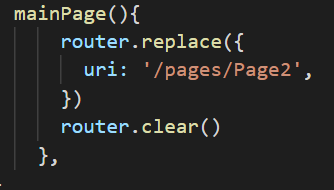 mainPage(){
router.replace({
uri: '/pages/Page2',
})
router.clear()
},